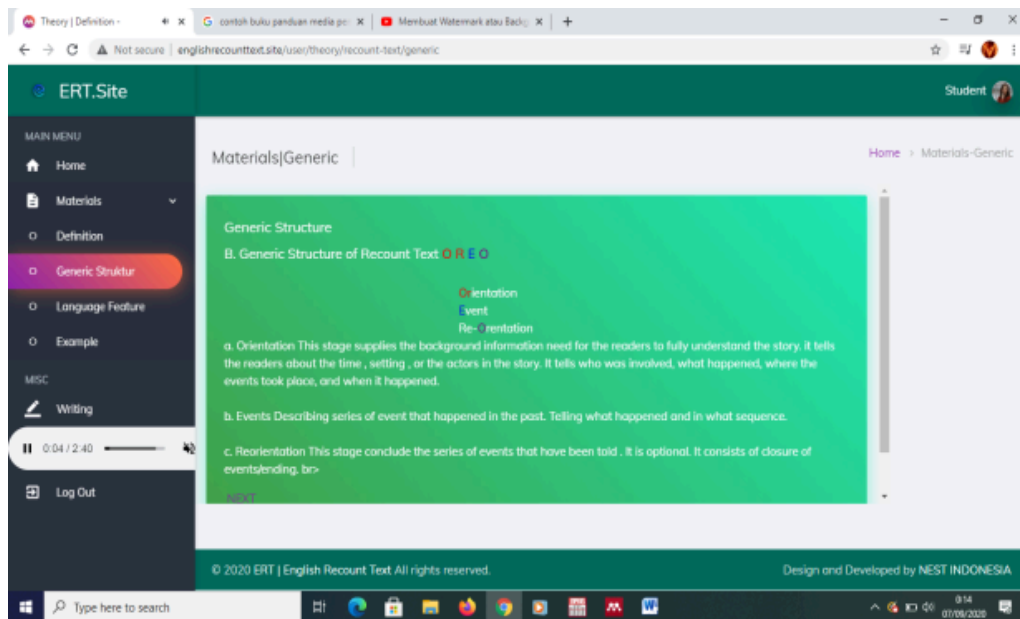 Theory | Definition -
contoh buku panduan media pe
Membuat Watermark atau Back
Not secure | englishrecounttext.site/user/theory/recount-text/generic
ERT.Site
Student
MAIN MENU
Home
Materials
Definition
Generic Struktur
Language Feature
Example
MISC
Writing
0:04 / 2:40
Log Out
Materials|Generic
Home > Materials-Generic
Generic Structure
B. Generic Structure of Recount Text O R E O
Orientation
Event
Re-Orentation
a. Orientation This stage supplies the background information need for the readers to fully understand the story. it tells
the readers about the time , setting , or the actors in the story. It tells who was involved, what happened, where the
events took place, and when it happened.
b. Events Describing series of event that happened in the past. Telling what happened and in what sequence.
c. Reorientation This stage conclude the series of events that have been told . It is optional. It consists of closure of
events/ending. br>
NEXT
© 2020 ERT | English Recount Text All rights reserved.
Design and Developed by NEST INDONESIA
Type here to search
0:14
07/09/2020